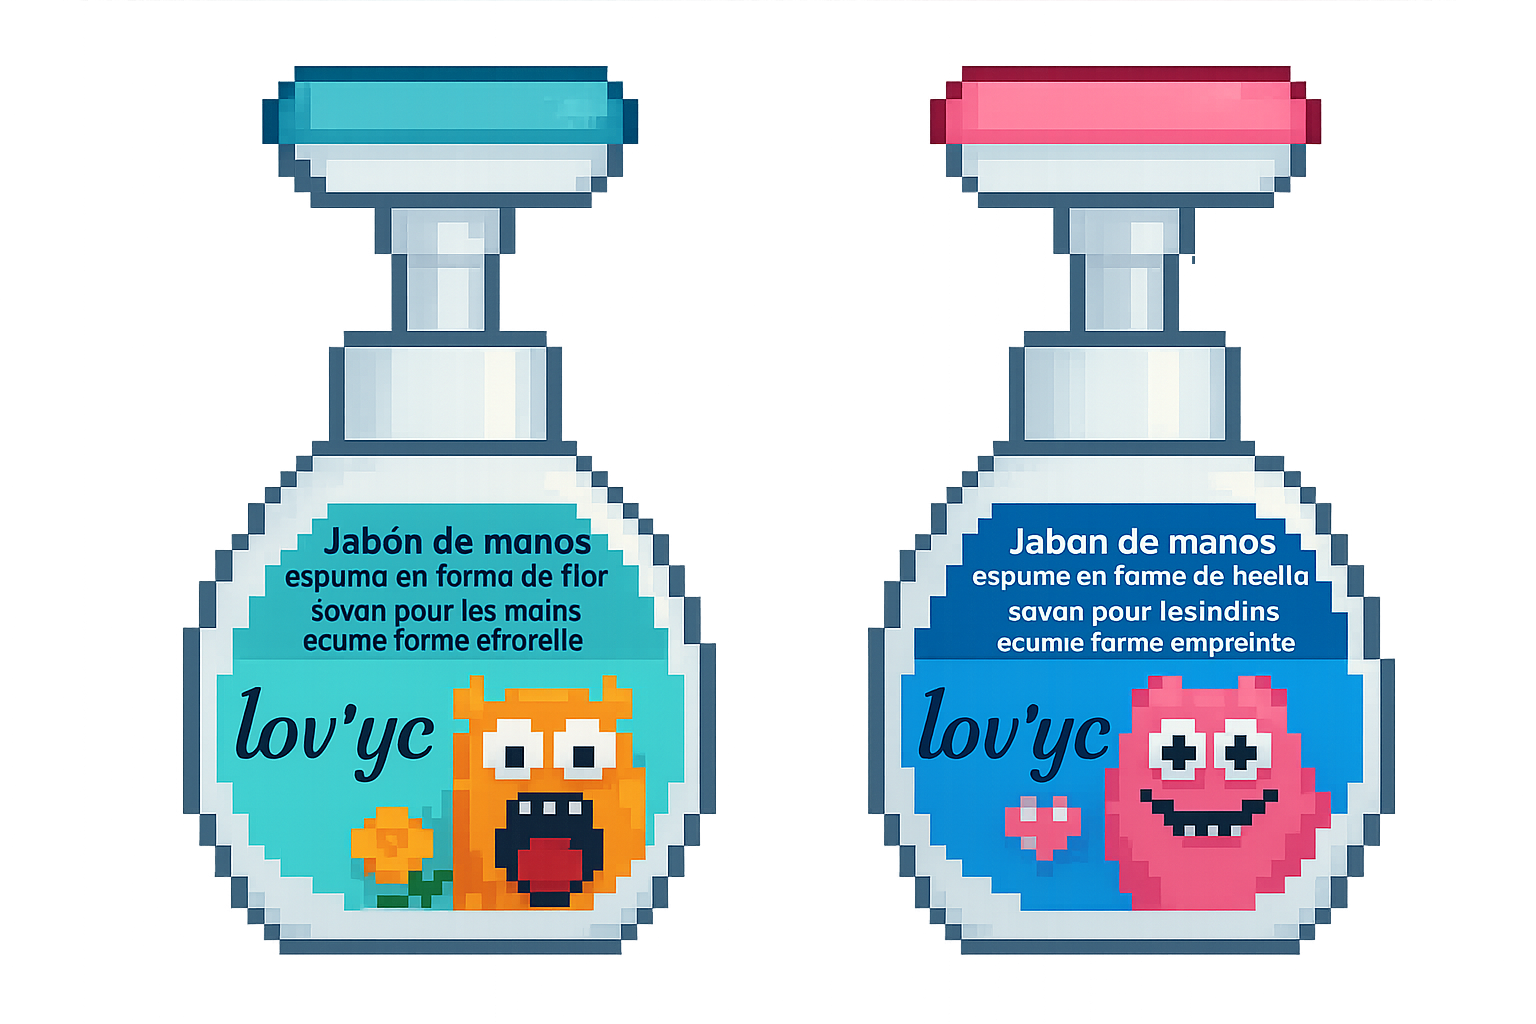 Jabón de manos
espuma en forma de flor
sovan pour les mains
ecume forme efrorelle
lov'yc
Jaban de manos
espume en fame de heella
savan pour lesindins
ecumıe farme empreinte
lov'yc